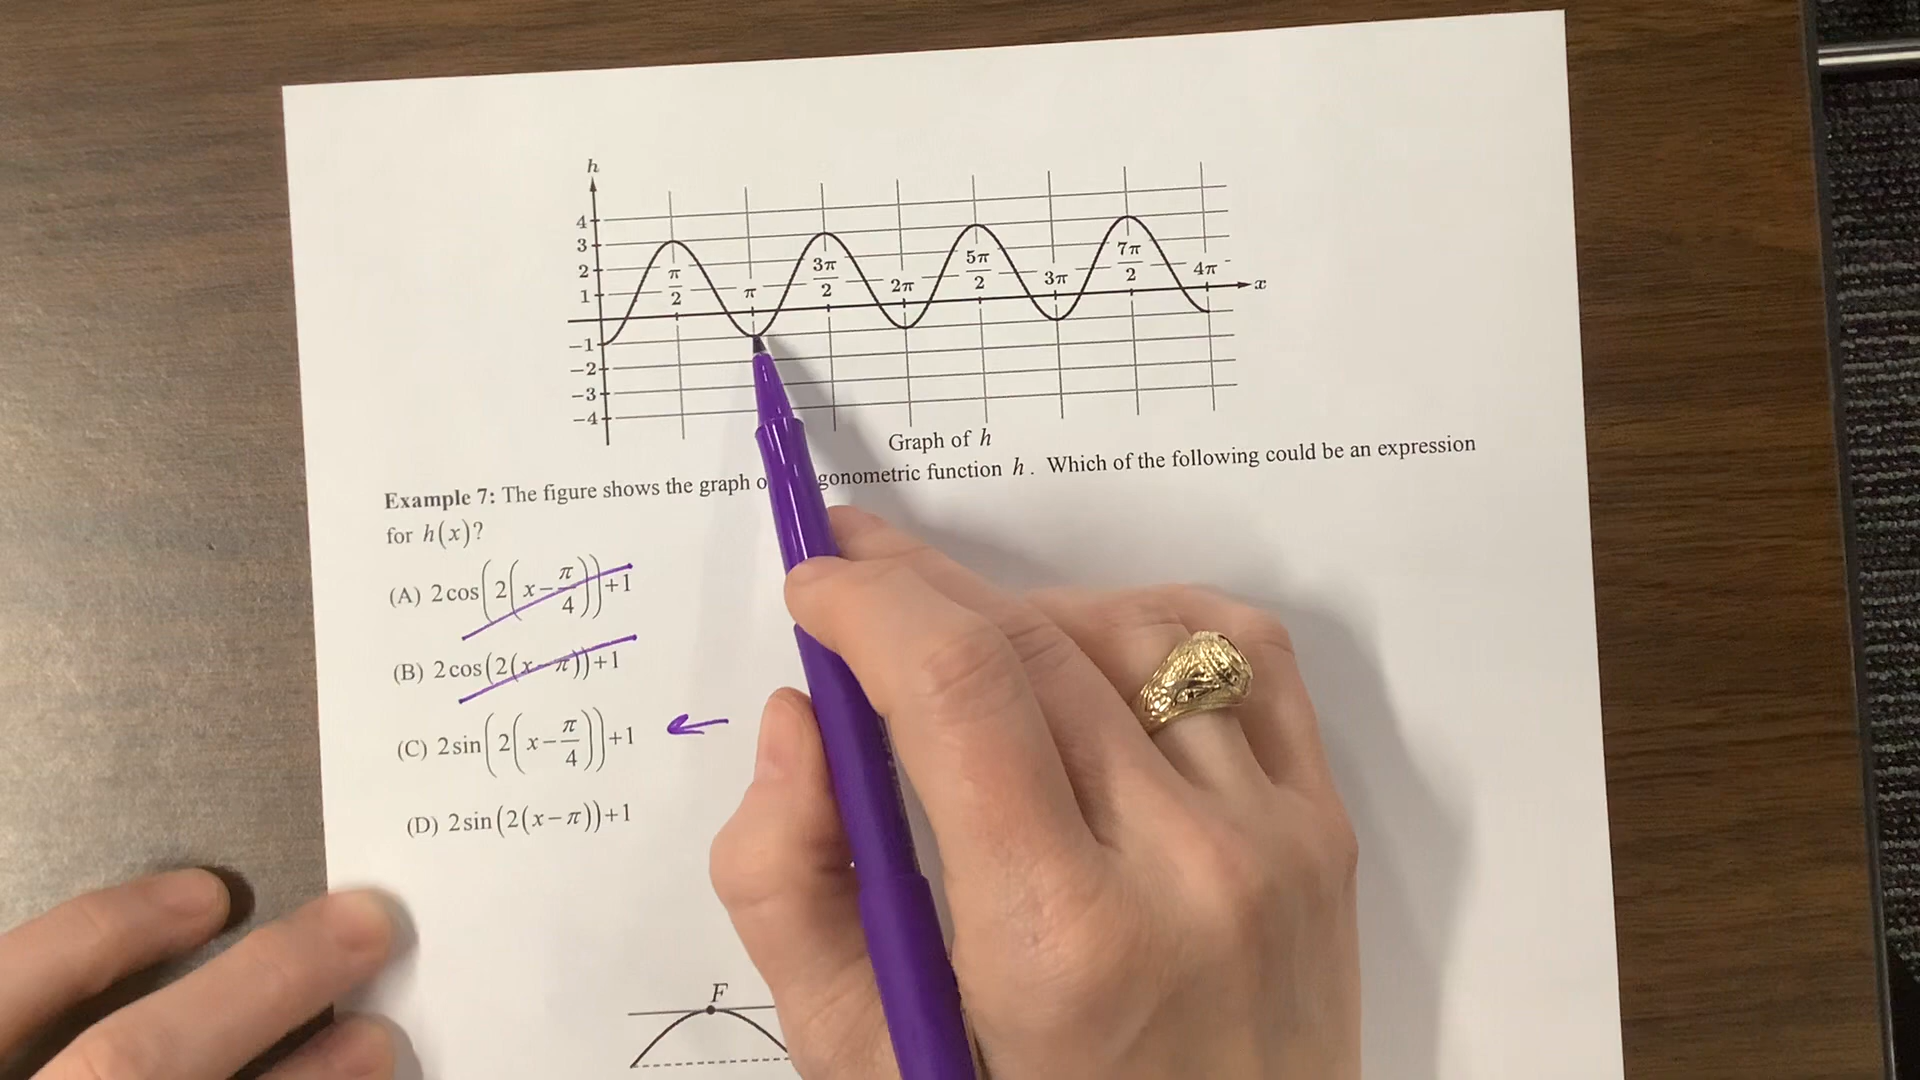 h
4
3
2
1
-1
-2
-3
-4
π/2
π
3π/2
2π
5π/2
3π
7π/2
4π
x
Graph of h
Example 7: The figure shows the graph o gonometric function h. Which of the following could be an expression
for h(x)?
(A) 2cos(2(x-π/4))+1
(B) 2cos(2(x-π))+1
(C) 2sin(2(x-π/4))+1
(D) 2sin(2(x-π))+1
F